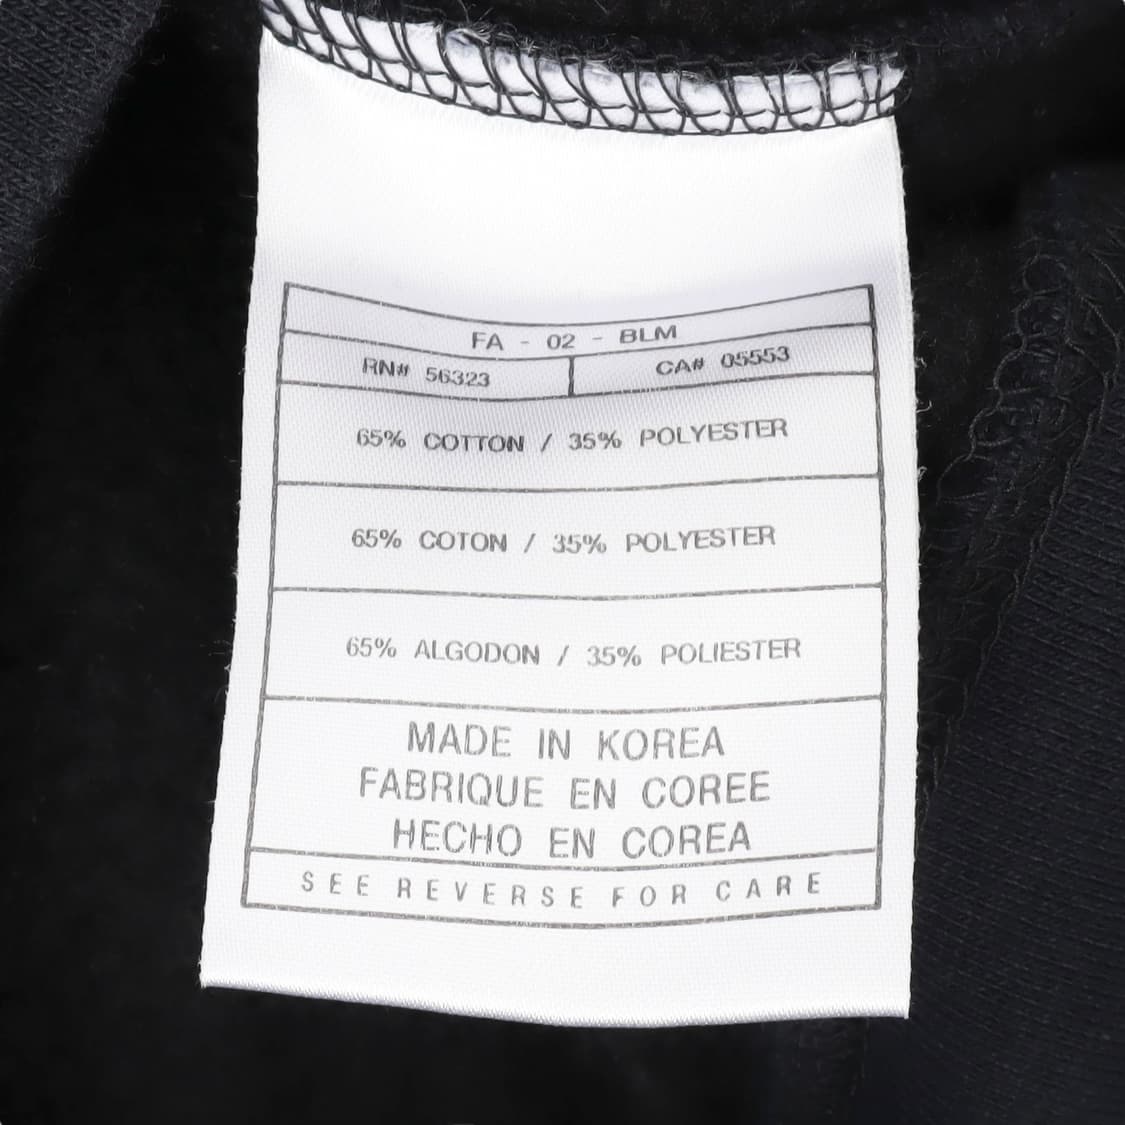 FA - 02 - BLM
RN# 56323 CA# 05553
65% COTTON / 35% POLYESTER
65% COTON / 35% POLYESTER
65% ALGODON / 35% POLIESTER
MADE IN KOREA
FABRIQUE EN COREE
HECHO EN COREA
SEE REVERSE FOR CARE